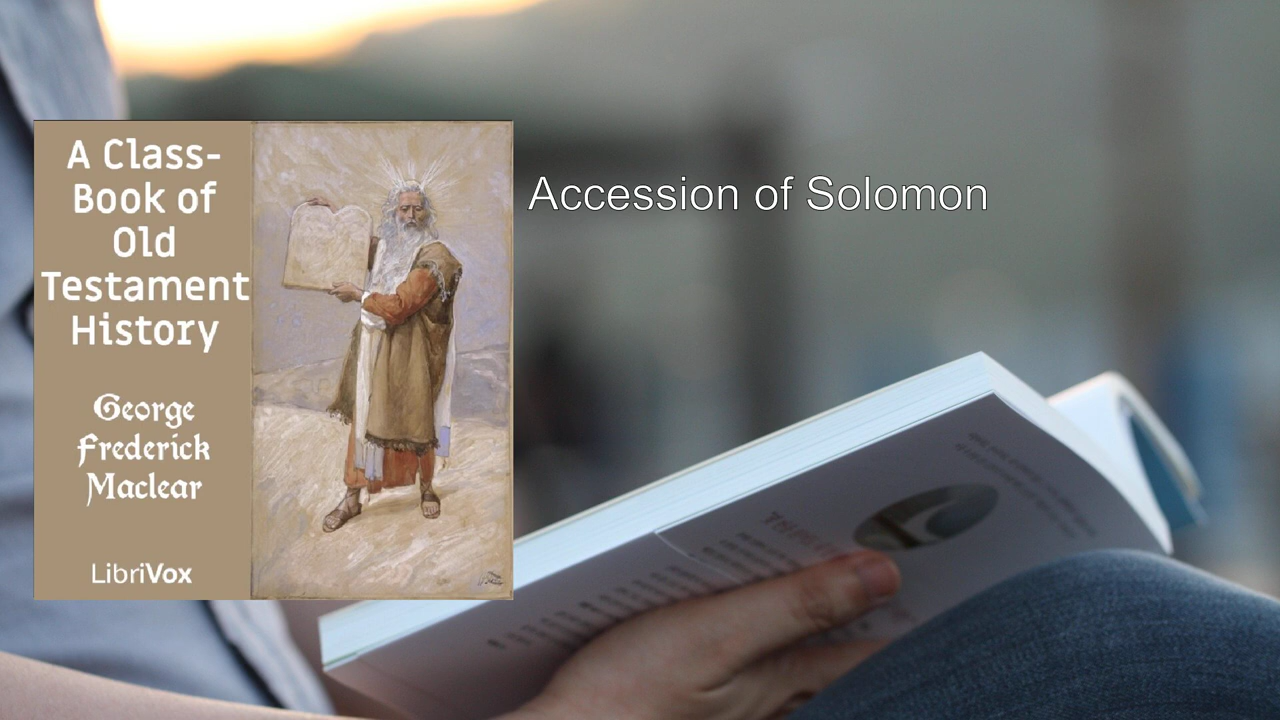 A Class-
Book of
Old
Testament
History
George
Frederick
Maclear
LibriVox
Accession of Solomon